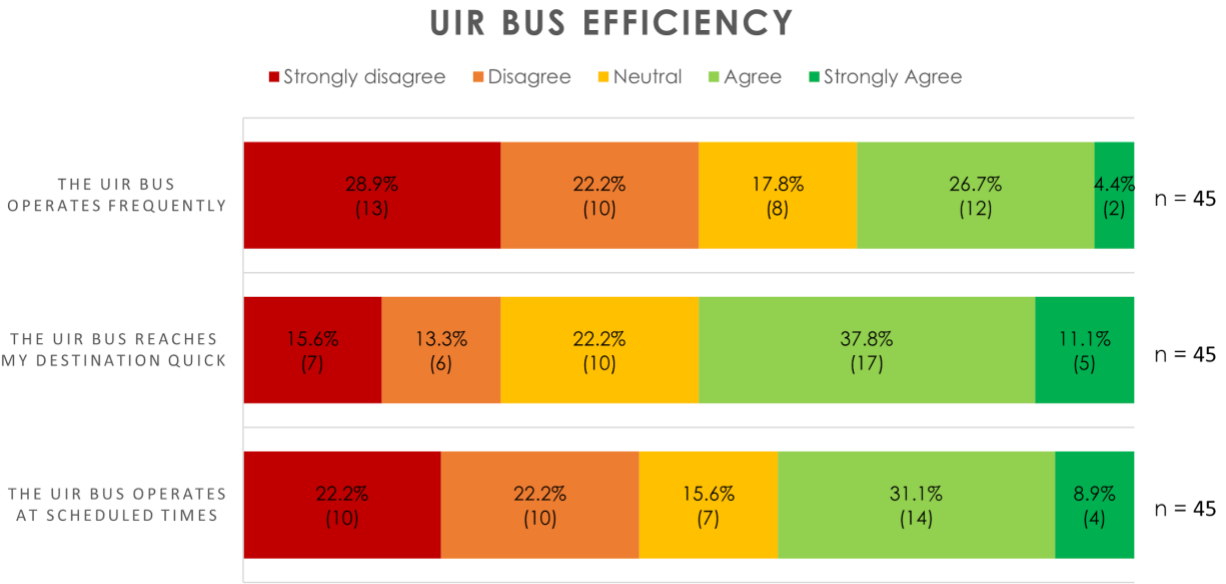 UIR BUS EFFICIENCY
Strongly disagree Disagree Neutral Agree Strongly Agree
THE UIR BUS
OPERATES FREQUENTLY
28.9% 22.2% 17.8% 26.7% 4.4%
(13) (10) (8) (12) (2)
n = 45
THE UIR BUS REACHES
MY DESTINATION QUICK
15.6% 13.3% 22.2% 37.8% 11.1%
(7) (6) (10) (17) (5)
n = 45
THE UIR BUS OPERATES
AT SCHEDULED TIMES
22.2% 22.2% 15.6% 31.1% 8.9%
(10) (10) (7) (14) (4)
n = 45